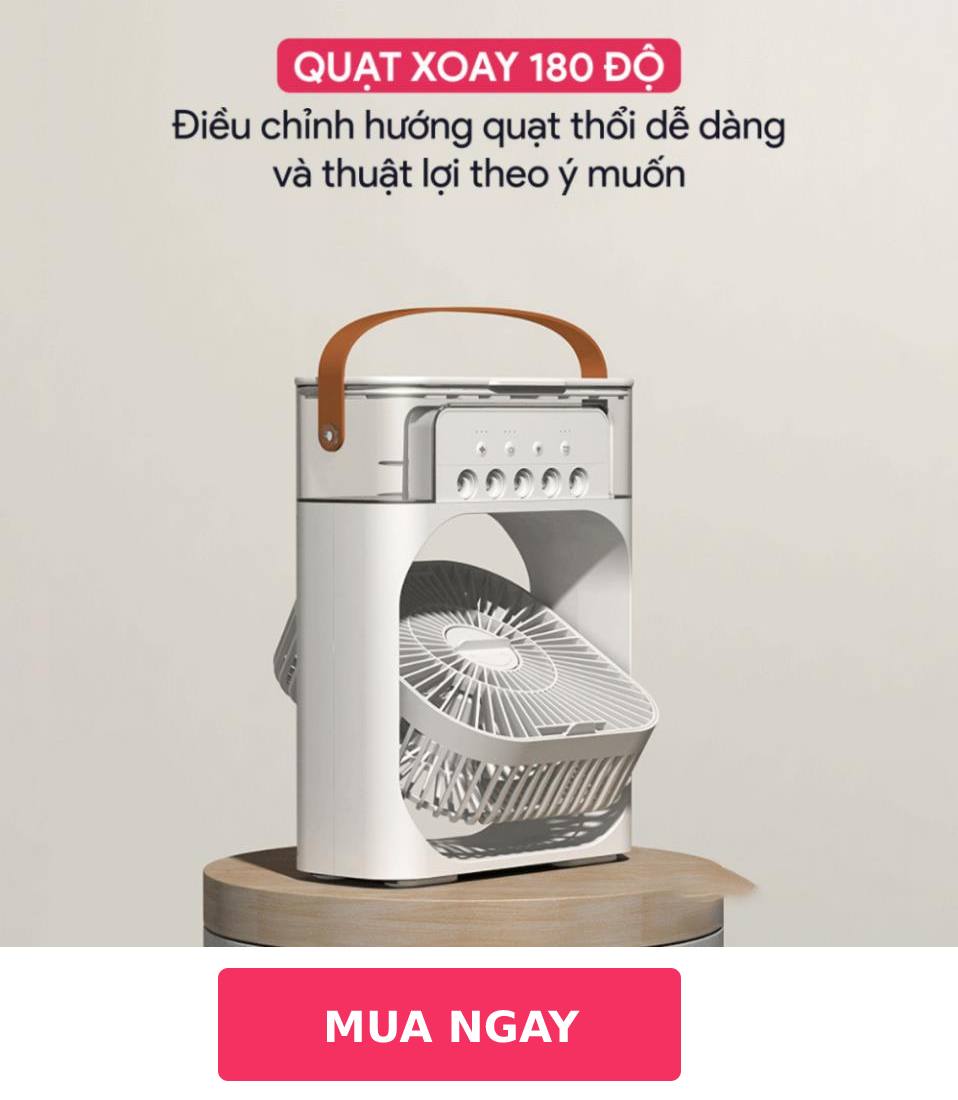 QUẠT XOAY 180 ĐỘ
Điều chỉnh hướng quạt thổi dễ dàng
và thuật lợi theo ý muốn
MUA NGAY